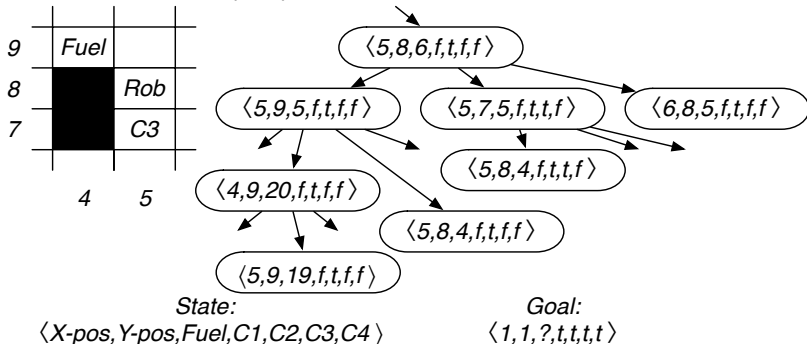 9 Fuel
8 Rob
7 C3
4 5
⟨5,8,6,f,t,f,f⟩
⟨5,9,5,f,t,f,f⟩ ⟨5,7,5,f,t,t,f⟩ ⟨6,8,5,f,t,f,f⟩
⟨5,8,4,f,t,t,f⟩
⟨4,9,20,f,t,f,f⟩
⟨5,8,4,f,t,f,f⟩
⟨5,9,19,f,t,f,f⟩
State: Goal:
⟨X-pos,Y-pos,Fuel,C1,C2,C3,C4⟩ ⟨1,1,?,t,t,t,t⟩